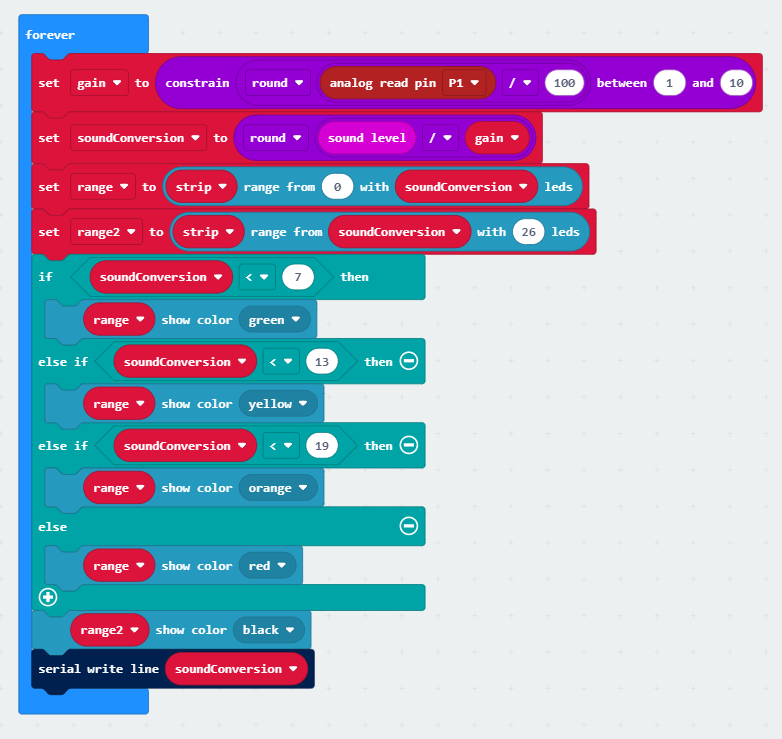 forever
set gain to constrain round analog read pin P1 / 100 between 1 and 10
set soundConversion to round sound level / gain
set range to strip range from 0 with soundConversion leds
set range2 to strip range from soundConversion with 26 leds
if soundConversion < 7 then
range show color green
else if soundConversion < 13 then
range show color yellow
else if soundConversion < 19 then
range show color orange
else
range show color red
range2 show color black
serial write line soundConversion